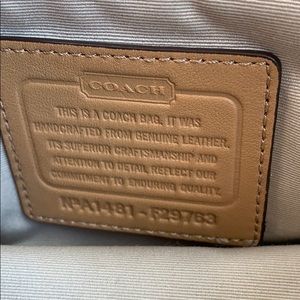 COACH
THIS IS A COACH BAG. IT WAS
HANDCRAFTED FROM GENUINE LEATHER.
ITS SUPERIOR CRAFTSMANSHIP AND
ATTENTION TO DETAIL REFLECT OUR
COMMITMENT TO ENDURING QUALITY.
NºA1481-F29763